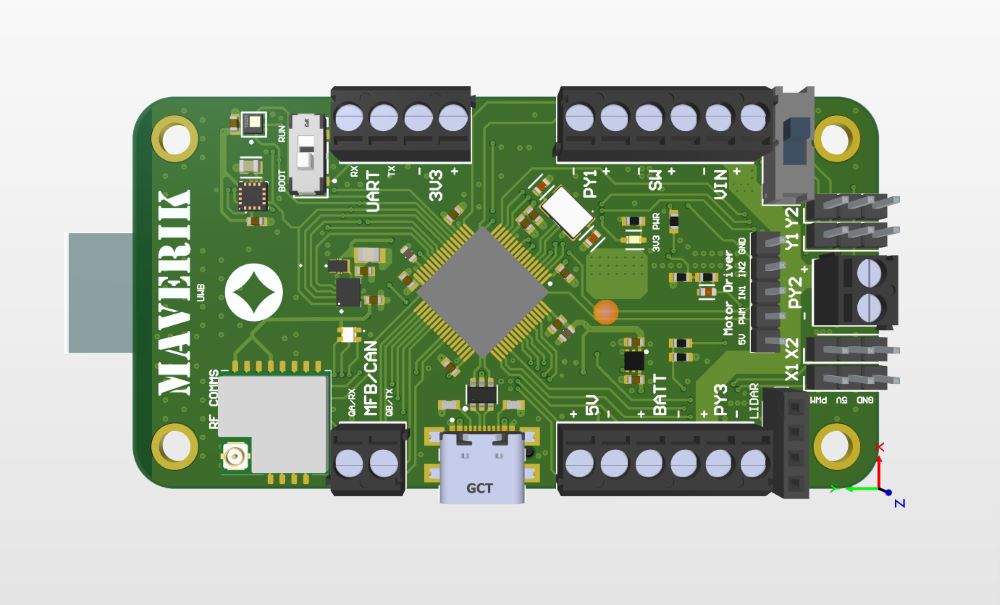 MAVERIK
UWB
RF COMMS
RUN
BOOT
RX
TX
UART
-
3V3
+
-
PY1
+
-
SW
+
-
VIN
+
3V3 PWR
Y1 Y2
Motor Driver
5V PWM IN1 IN2 GND
- PY2 +
X1 X2
PWM 5V GND
QA/RX
MFB/CAN
QB/TX
GCT
+
5V
-
+
BATT
-
+
PY3
-
LIDAR
X
Y
Z